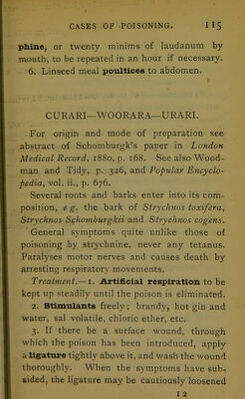 CASES OF POISONING. 115
phine, or twenty minims of laudanum by
mouth, to be repeated in an hour if necessary.
6. Linseed meal poultices to abdomen.
CURARI—WOORARA—URARI.
For origin and mode of preparation see
abstract of Schomburgk's paper in London
Medical Record, 1880, p. 168. See also Wood-
man and Tidy, p. 326, and Popular Encyclo-
pedia, vol. ii., p. 676.
Several roots and barks enter into its com-
position, e.g. the bark of Strychnos toxifera,
Strychnos Schomburgkii and Strychnos cogens.
General symptoms quite unlike those of
poisoning by strychnine, never any tetanus.
Paralyses motor nerves and causes death by
arresting respiratory movements.
Treatment.—1. Artificial respiration to be
kept up steadily until the poison is eliminated.
2. Stimulants freely; brandy, hot gin and
water, sal volatile, chloric ether, etc.
3. If there be a surface wound, through
which the poison has been introduced, apply
a ligature tightly above it, and wash the wound
thoroughly. When the symptoms have sub-
sided, the ligature may be cautiously loosened
I 2